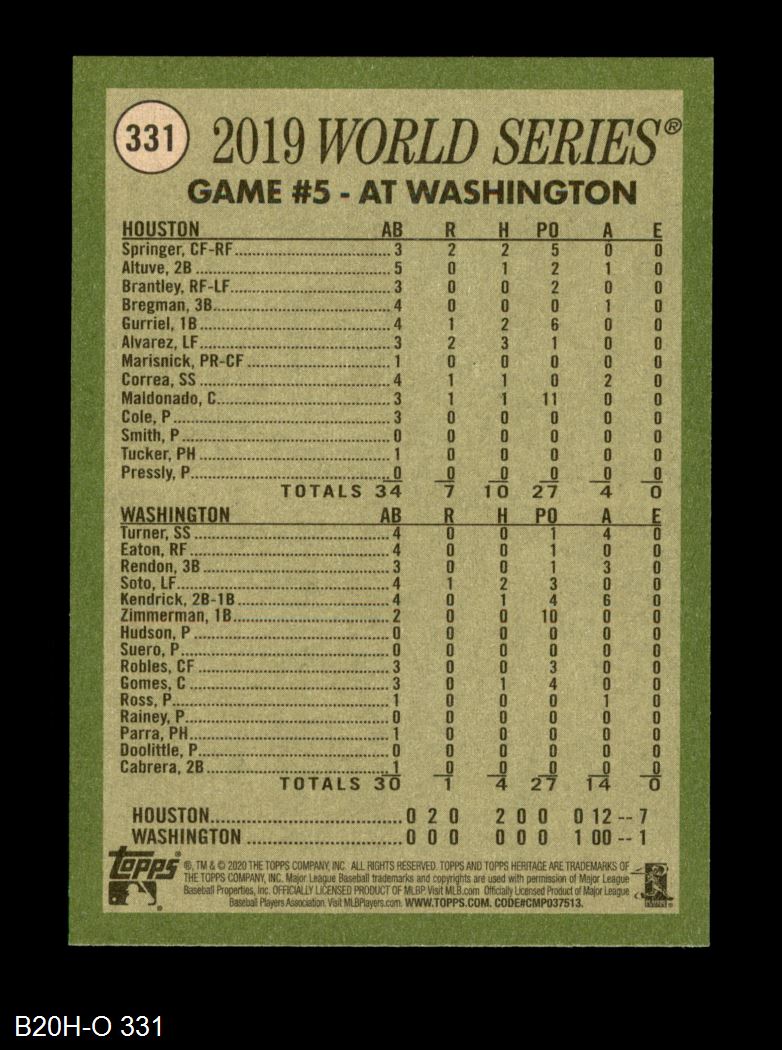 331 2019 WORLD SERIES®
GAME #5 - AT WASHINGTON
HOUSTON AB R H PO A E
Springer, CF-RF 3 2 2 5 0 0
Altuve, 2B 5 0 1 2 1 0
Brantley, RF-LF 3 0 0 2 0 0
Bregman, 3B 4 0 0 0 1 0
Gurriel, 1B 4 1 2 6 0 0
Alvarez, LF 3 2 3 1 0 0
Marisnick, PR-CF 1 0 0 0 0 0
Correa, SS 4 1 1 0 2 0
Maldonado, C 3 1 1 11 0 0
Cole, P 3 0 0 0 0 0
Smith, P 0 0 0 0 0 0
Tucker, PH 1 0 0 0 0 0
Pressly, P 0 0 0 0 0 0
TOTALS 34 7 10 27 4 0
WASHINGTON AB R H PO A E
Turner, SS 4 0 0 1 4 0
Eaton, RF 4 0 0 1 0 0
Rendon, 3B 3 0 0 1 3 0
Soto, LF 4 1 2 3 0 0
Kendrick, 2B-1B 4 0 1 4 6 0
Zimmerman, 1B 2 0 0 10 0 0
Hudson, P 0 0 0 0 0 0
Suero, P 0 0 0 0 0 0
Robles, CF 3 0 0 3 0 0
Gomes, C 3 0 1 4 0 0
Ross, P 1 0 0 0 1 0
Rainey, P 0 0 0 0 0 0
Parra, PH 1 0 0 0 0 0
Doolittle, P 0 0 0 0 0 0
Cabrera, 2B 1 0 0 0 0 0
TOTALS 30 1 4 27 14 0
HOUSTON 0 2 0 2 0 0 0 12 -- 7
WASHINGTON 0 0 0 0 0 0 1 00 -- 1
topps ®, TM & © 2020 THE TOPPS COMPANY, INC. ALL RIGHTS RESERVED. TOPPS AND TOPPS HERITAGE ARE TRADEMARKS OF
THE TOPPS COMPANY, INC. Major League Baseball trademarks and copyrights are used with permission of Major League
Baseball Properties, Inc. OFFICIALLY LICENSED PRODUCT OF MLBP. Visit MLB.com Officially Licensed Product of Major League
Baseball Players Association. Visit MLBPlayers.com. WWW.TOPPS.COM. CODE#CMP037513.
B20H-O 331